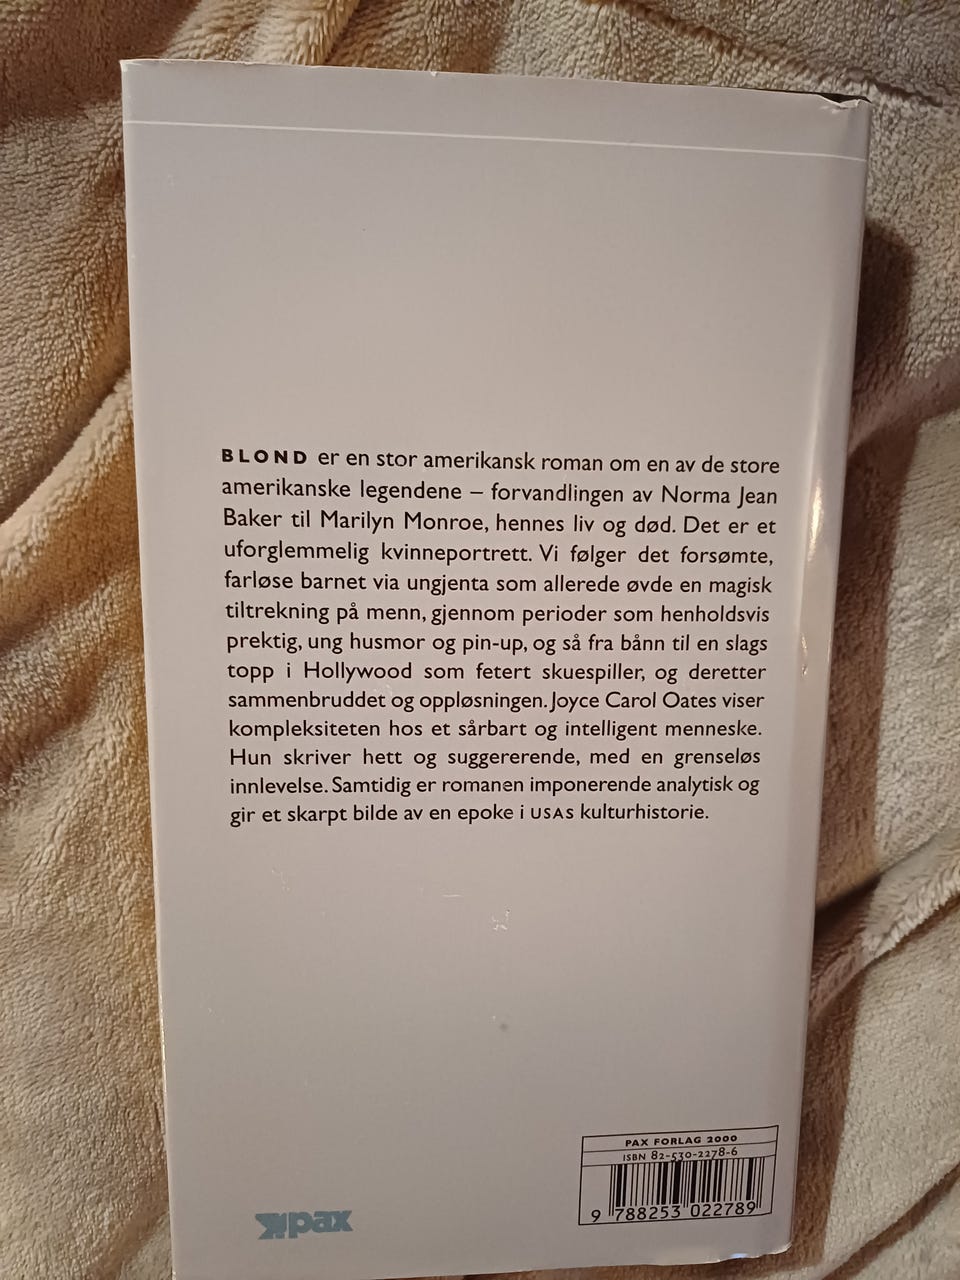 BLOND er en stor amerikansk roman om en av de store
amerikanske legendene – forvandlingen av Norma Jean
Baker til Marilyn Monroe, hennes liv og død. Det er et
uforglemmelig kvinneportrett. Vi følger det forsømte,
farløse barnet via ungjenta som allerede øvde en magisk
tiltrekning på menn, gjennom perioder som henholdsvis
prektig, ung husmor og pin-up, og så fra bånn til en slags
topp i Hollywood som fetert skuespiller, og deretter
sammenbruddet og oppløsningen. Joyce Carol Oates viser
kompleksiteten hos et sårbart og intelligent menneske.
Hun skriver hett og suggererende, med en grenseløs
innlevelse. Samtidig er romanen imponerende analytisk og
gir et skarpt bilde av en epoke i USAS kulturhistorie.
PAX FORLAG 2000
ISBN 82-530-2278-6
9 788253 022789
pax